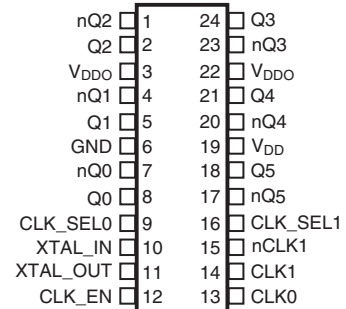 nQ2 1 24 Q3
Q2 2 23 nQ3
VDDO 3 22 VDDO
nQ1 4 21 Q4
Q1 5 20 nQ4
GND 6 19 VDD
nQ0 7 18 Q5
Q0 8 17 nQ5
CLK_SEL0 9 16 CLK_SEL1
XTAL_IN 10 15 nCLK1
XTAL_OUT 11 14 CLK1
CLK_EN 12 13 CLK0